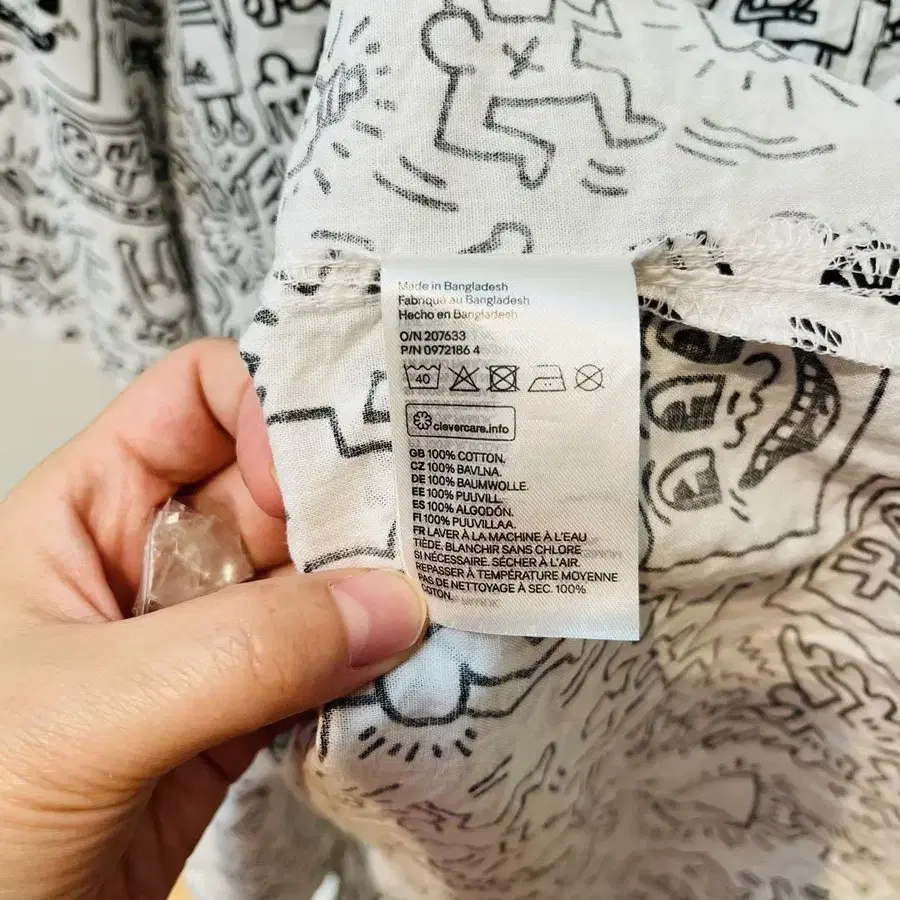 Made in Bangladesh
Fabriqué au Bangladesh
Hecho en Bangladesh
O/N 207633
P/N 0972186 4
40
clevercare.info
GB 100% COTTON.
CZ 100% BAVLNA.
DE 100% BAUMWOLLE.
EE 100% PUUVILL.
ES 100% ALGODÓN.
FI 100% PUUVILLAA.
FR LAVER À LA MACHINE À L'EAU
TIÈDE. BLANCHIR SANS CHLORE
SI NÉCESSAIRE. SÉCHER À L'AIR.
REPASSER À TEMPÉRATURE MOYENNE.
PAS DE NETTOYAGE À SEC. 100%
COTON.